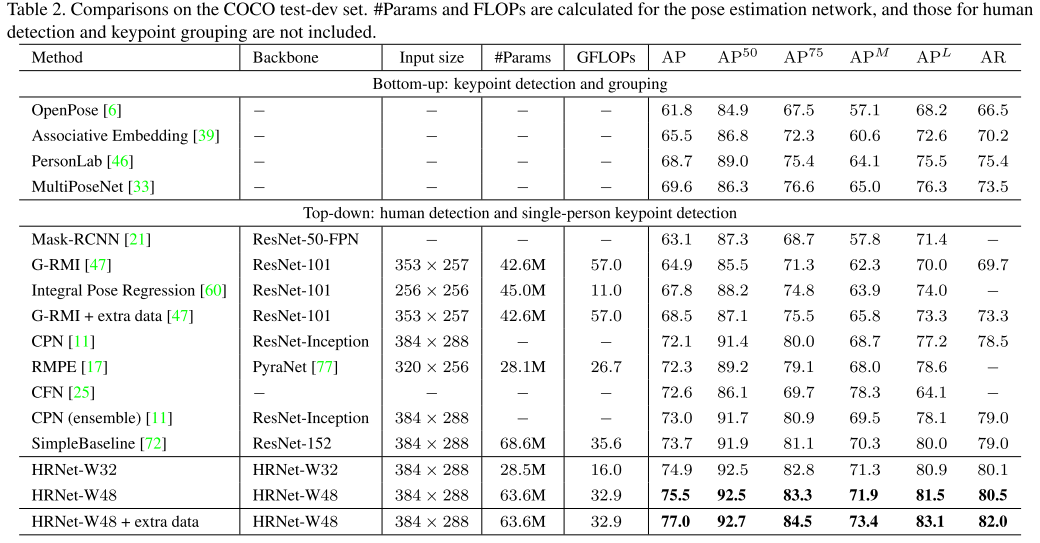 Table 2. Comparisons on the COCO test-dev set. #Params and FLOPs are calculated for the pose estimation network, and those for human
detection and keypoint grouping are not included.
Method Backbone Input size #Params GFLOPs AP AP^50 AP^75 AP^M AP^L AR
Bottom-up: keypoint detection and grouping
OpenPose [6] − − − − 61.8 84.9 67.5 57.1 68.2 66.5
Associative Embedding [39] − − − − 65.5 86.8 72.3 60.6 72.6 70.2
PersonLab [46] − − − − 68.7 89.0 75.4 64.1 75.5 75.4
MultiPoseNet [33] − − − − 69.6 86.3 76.6 65.0 76.3 73.5
Top-down: human detection and single-person keypoint detection
Mask-RCNN [21] ResNet-50-FPN − − − 63.1 87.3 68.7 57.8 71.4 −
G-RMI [47] ResNet-101 353 × 257 42.6M 57.0 64.9 85.5 71.3 62.3 70.0 69.7
Integral Pose Regression [60] ResNet-101 256 × 256 45.0M 11.0 67.8 88.2 74.8 63.9 74.0 −
G-RMI + extra data [47] ResNet-101 353 × 257 42.6M 57.0 68.5 87.1 75.5 65.8 73.3 73.3
CPN [11] ResNet-Inception 384 × 288 − − 72.1 91.4 80.0 68.7 77.2 78.5
RMPE [17] PyraNet [77] 320 × 256 28.1M 26.7 72.3 89.2 79.1 68.0 78.6 −
CFN [25] − − − − 72.6 86.1 69.7 78.3 64.1 −
CPN (ensemble) [11] ResNet-Inception 384 × 288 − − 73.0 91.7 80.9 69.5 78.1 79.0
SimpleBaseline [72] ResNet-152 384 × 288 68.6M 35.6 73.7 91.9 81.1 70.3 80.0 79.0
HRNet-W32 HRNet-W32 384 × 288 28.5M 16.0 74.9 92.5 82.8 71.3 80.9 80.1
HRNet-W48 HRNet-W48 384 × 288 63.6M 32.9 75.5 92.5 83.3 71.9 81.5 80.5
HRNet-W48 + extra data HRNet-W48 384 × 288 63.6M 32.9 77.0 92.7 84.5 73.4 83.1 82.0